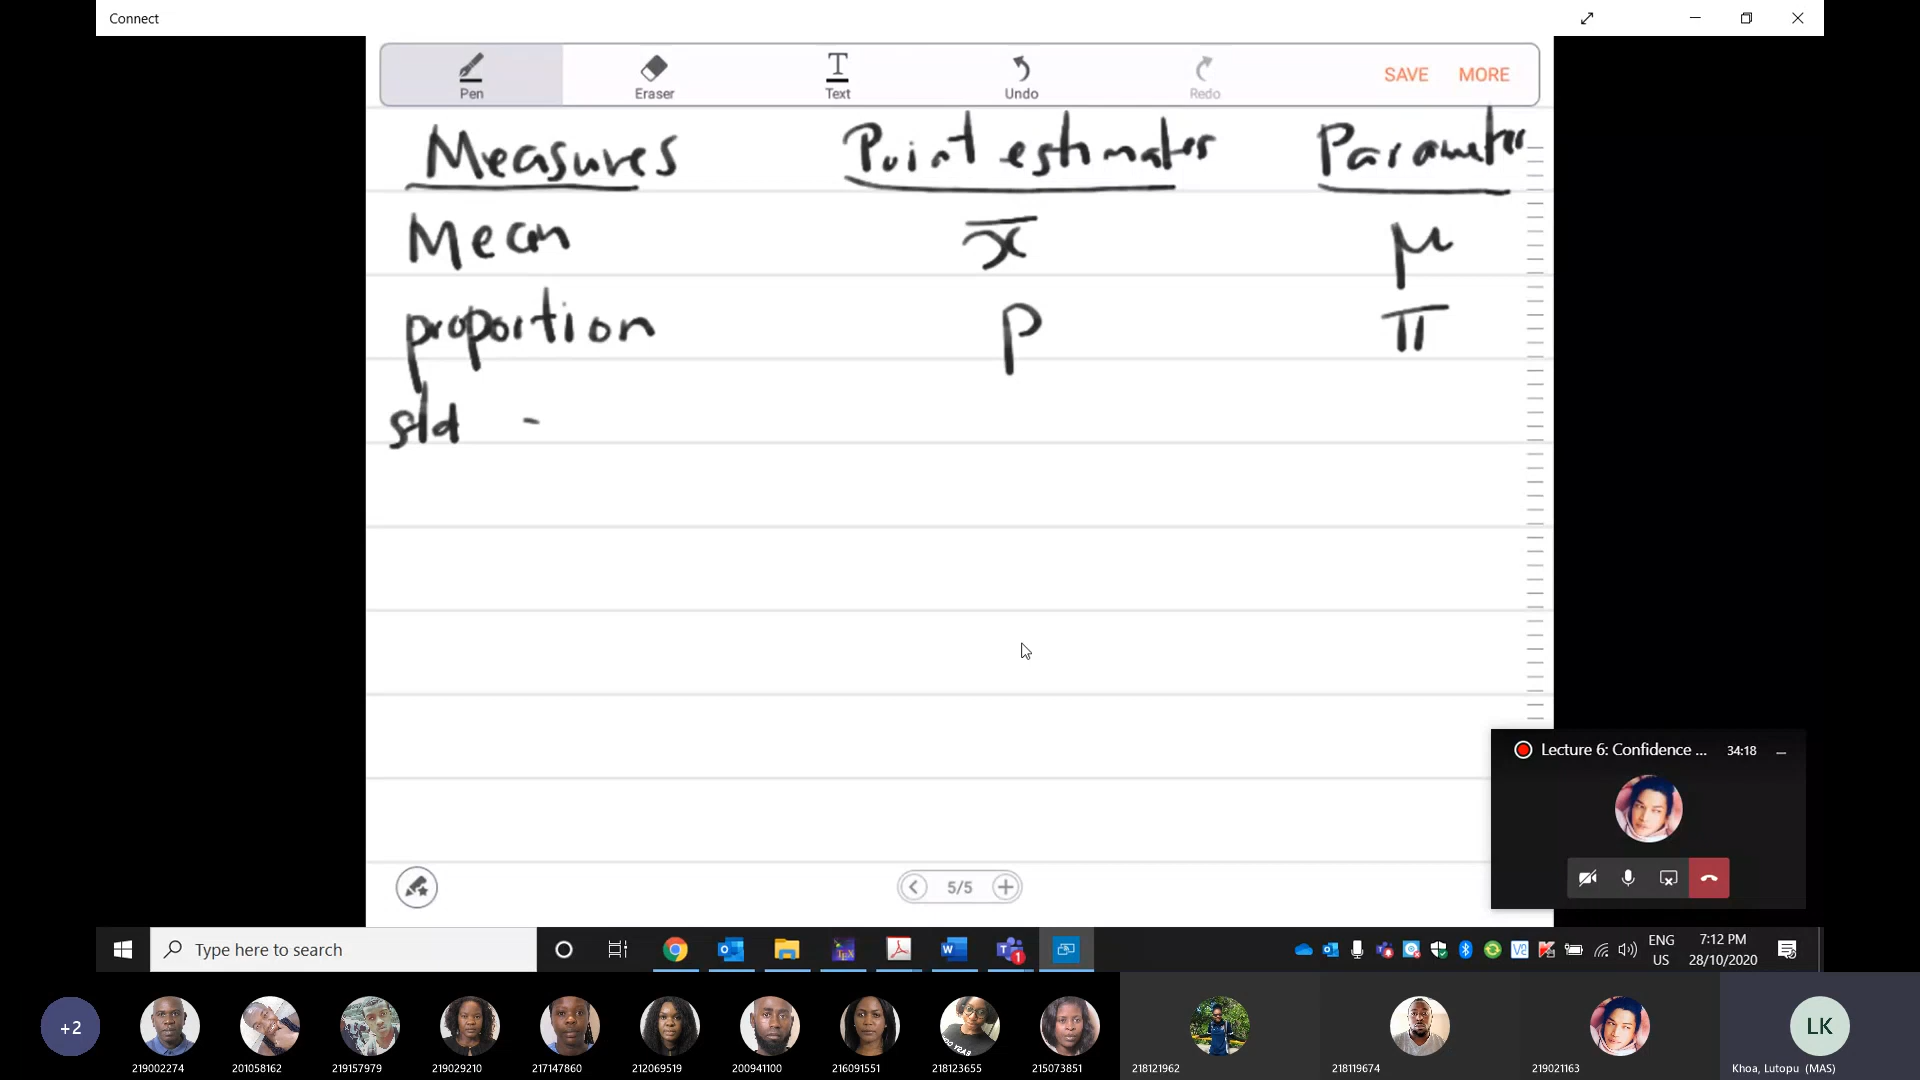 Connect
Pen Eraser Text Undo Redo SAVE MORE
Measures Point estimates Parameter
Mean x̄ μ
proportion p π
std -
Lecture 6: Confidence ... 34:18
5/5
Type here to search
ENG
US
7:12 PM
28/10/2020
+2 LK
219002274 201058162 219157979 219029210 217147860 212069519 200941100 216091551 218123655 215073851 218121962 218119674 219021163 Khoa, Lutopu (MAS)